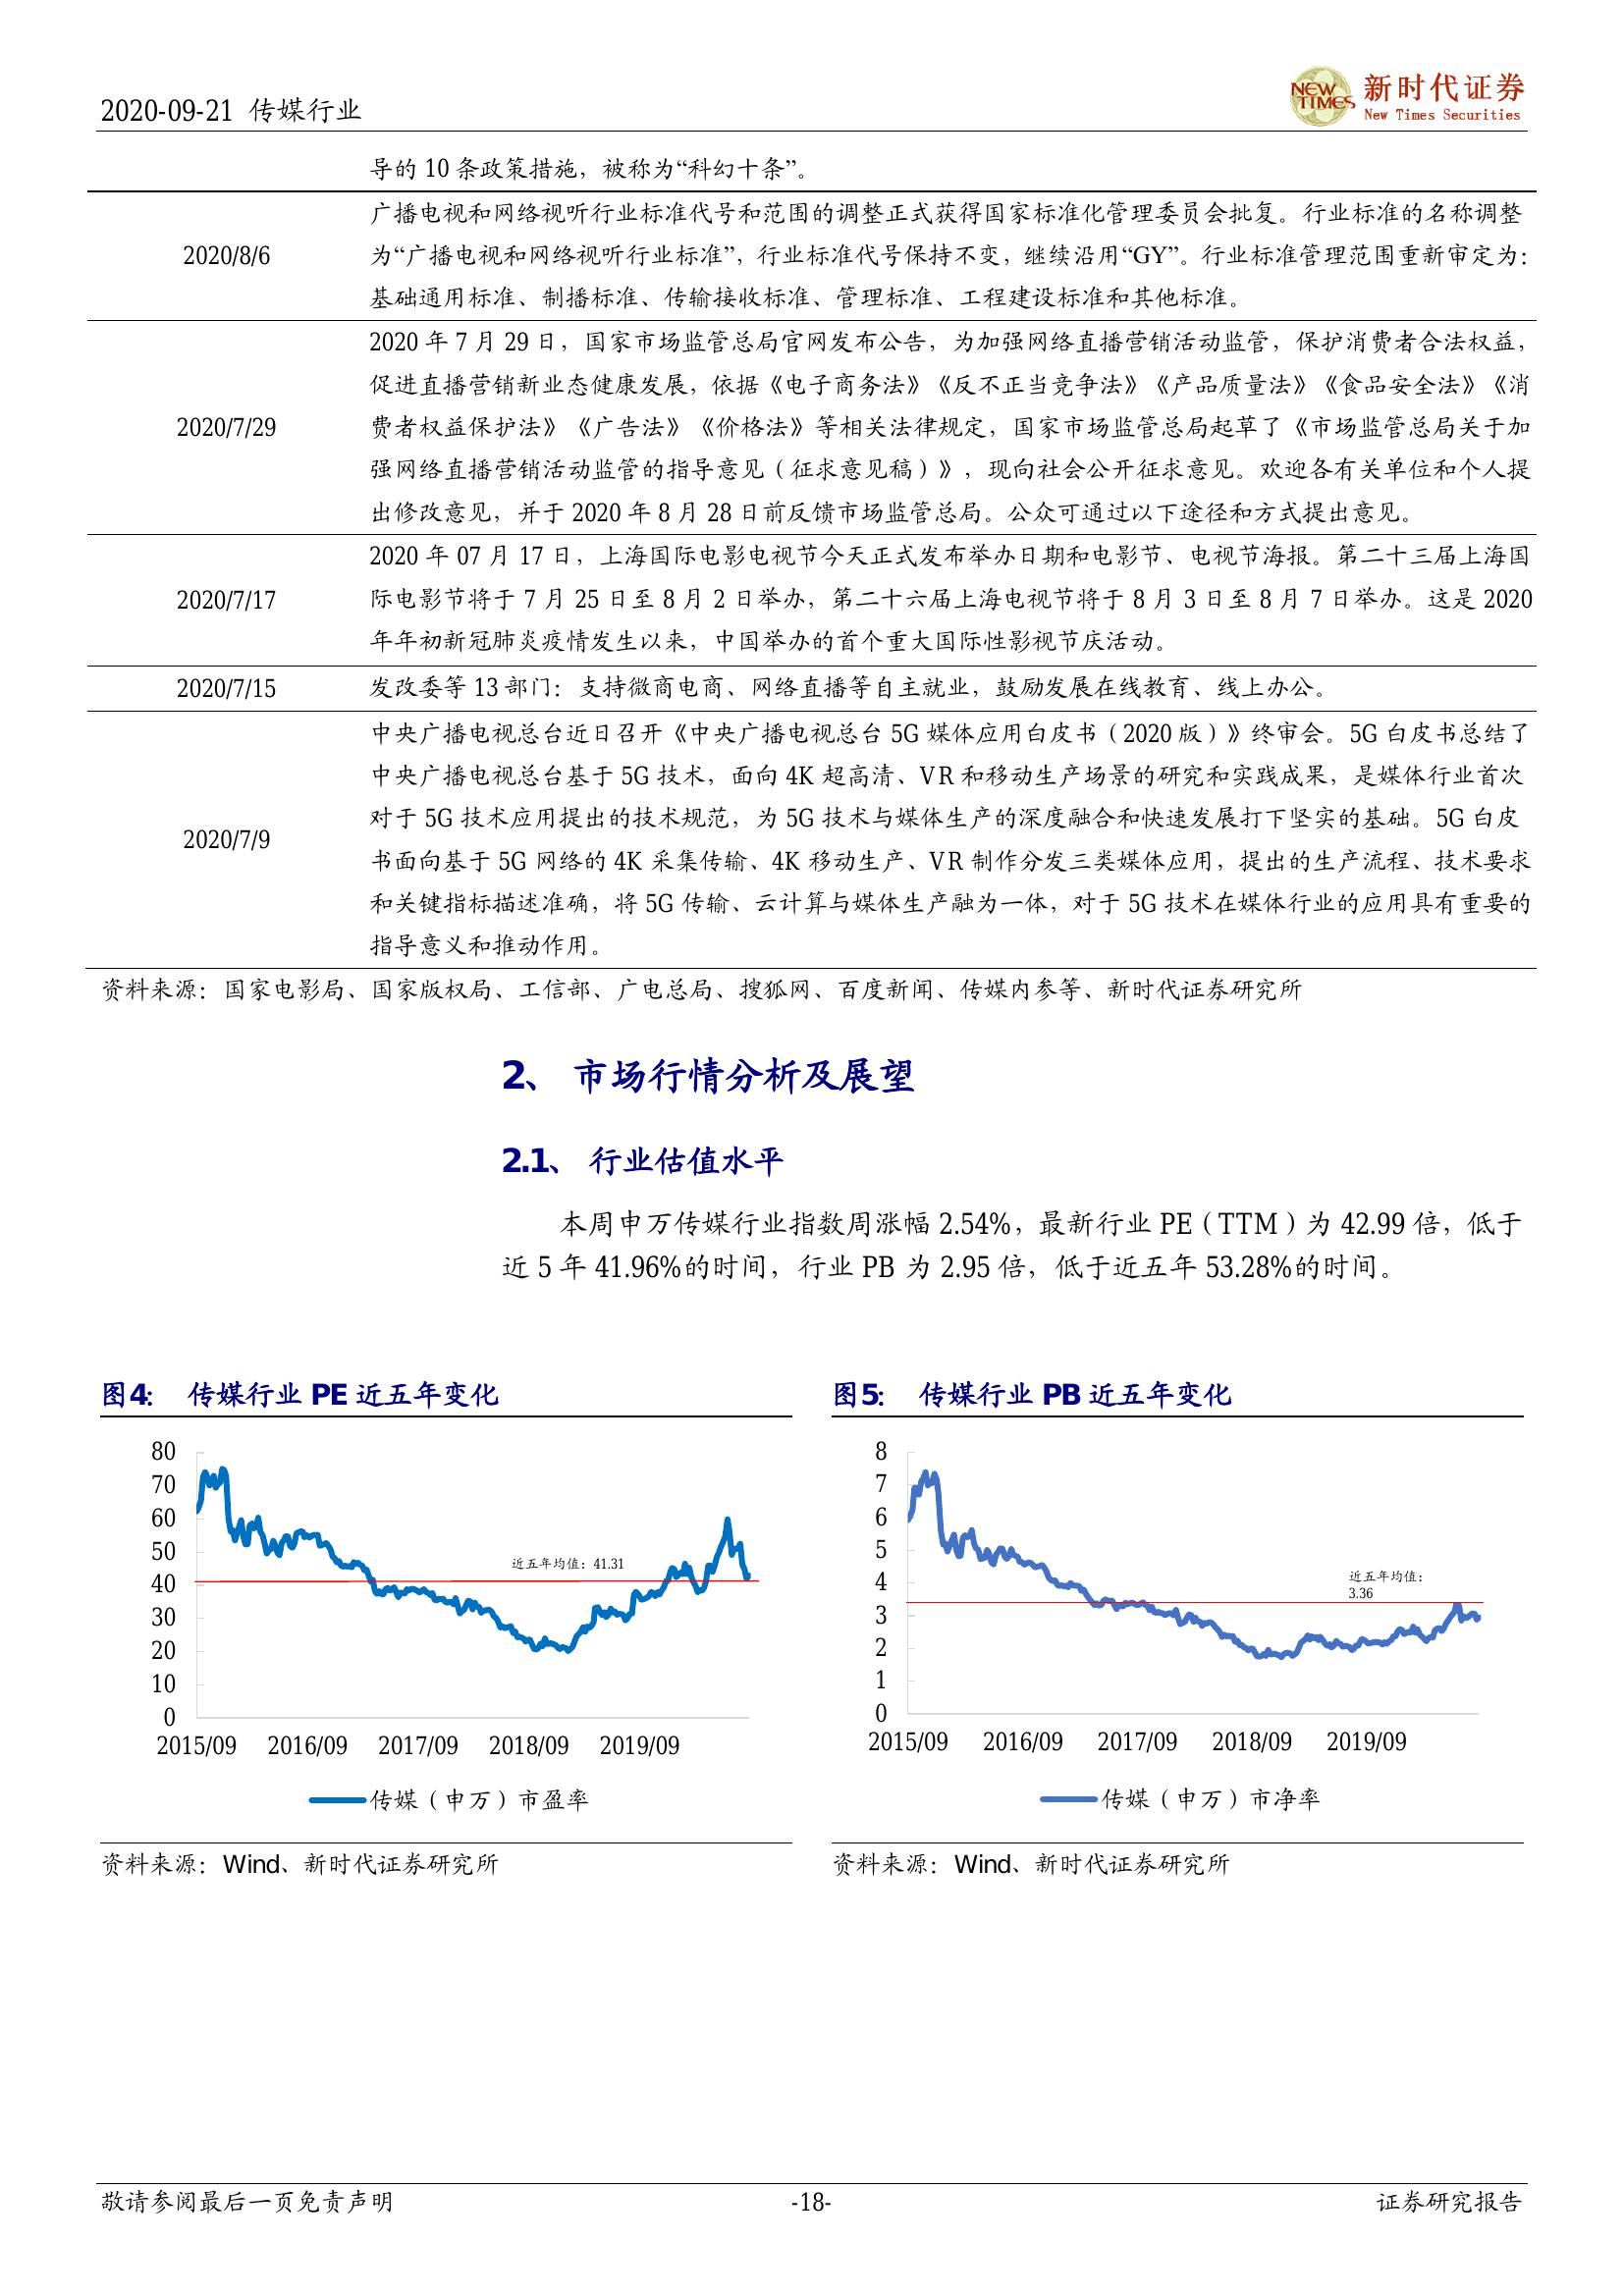 2020-09-21 传媒行业
NEW TIMES
新时代证券
New Times Securities
导的 10 条政策措施，被称为“科幻十条”。
2020/8/6
广播电视和网络视听行业标准代号和范围的调整正式获得国家标准化管理委员会批复。行业标准的名称调整
为“广播电视和网络视听行业标准”，行业标准代号保持不变，继续沿用“GY”。行业标准管理范围重新审定为：
基础通用标准、制播标准、传输接收标准、管理标准、工程建设标准和其他标准。
2020/7/29
2020 年 7 月 29 日，国家市场监管总局官网发布公告，为加强网络直播营销活动监管，保护消费者合法权益，
促进直播营销新业态健康发展，依据《电子商务法》《反不正当竞争法》《产品质量法》《食品安全法》《消
费者权益保护法》《广告法》《价格法》等相关法律规定，国家市场监管总局起草了《市场监管总局关于加
强网络直播营销活动监管的指导意见（征求意见稿）》，现向社会公开征求意见。欢迎各有关单位和个人提
出修改意见，并于 2020 年 8 月 28 日前反馈市场监管总局。公众可通过以下途径和方式提出意见。
2020/7/17
2020 年 07 月 17 日，上海国际电影电视节今天正式发布举办日期和电影节、电视节海报。第二十三届上海国
际电影节将于 7 月 25 日至 8 月 2 日举办，第二十六届上海电视节将于 8 月 3 日至 8 月 7 日举办。这是 2020
年年初新冠肺炎疫情发生以来，中国举办的首个重大国际性影视节庆活动。
2020/7/15
发改委等 13 部门：支持微商电商、网络直播等自主就业，鼓励发展在线教育、线上办公。
2020/7/9
中央广播电视总台近日召开《中央广播电视总台 5G 媒体应用白皮书（2020 版）》终审会。5G 白皮书总结了
中央广播电视总台基于 5G 技术，面向 4K 超高清、VR 和移动生产场景的研究和实践成果，是媒体行业首次
对于 5G 技术应用提出的技术规范，为 5G 技术与媒体生产的深度融合和快速发展打下坚实的基础。5G 白皮
书面向基于 5G 网络的 4K 采集传输、4K 移动生产、VR 制作分发三类媒体应用，提出的生产流程、技术要求
和关键指标描述准确，将 5G 传输、云计算与媒体生产融为一体，对于 5G 技术在媒体行业的应用具有重要的
指导意义和推动作用。
资料来源：国家电影局、国家版权局、工信部、广电总局、搜狐网、百度新闻、传媒内参等、新时代证券研究所
2、 市场行情分析及展望
2.1、 行业估值水平
本周申万传媒行业指数周涨幅 2.54%，最新行业 PE（TTM）为 42.99 倍，低于
近 5 年 41.96%的时间，行业 PB 为 2.95 倍，低于近五年 53.28%的时间。
图4： 传媒行业 PE 近五年变化
80
70
60
50
40
30
20
10
0
近五年均值：41.31
2015/09 2016/09 2017/09 2018/09 2019/09
传媒（申万）市盈率
资料来源：Wind、新时代证券研究所
图5： 传媒行业 PB 近五年变化
8
7
6
5
4
3
2
1
0
近五年均值：
3.36
2015/09 2016/09 2017/09 2018/09 2019/09
传媒（申万）市净率
资料来源：Wind、新时代证券研究所
敬请参阅最后一页免责声明
-18-
证券研究报告